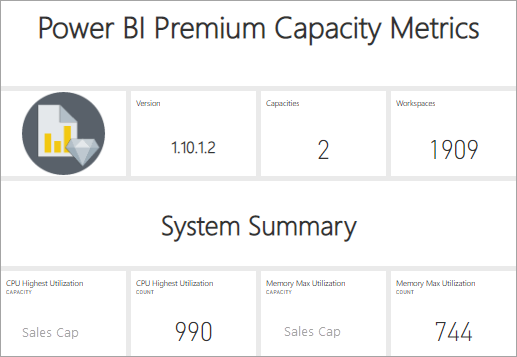 Power BI Premium Capacity Metrics
Version
Capacities
Workspaces
1.10.1.2
2
1909
System Summary
CPU Highest Utilization
CAPACITY
CPU Highest Utilization
COUNT
Memory Max Utilization
CAPACITY
Memory Max Utilization
COUNT
Sales Cap
990
Sales Cap
744